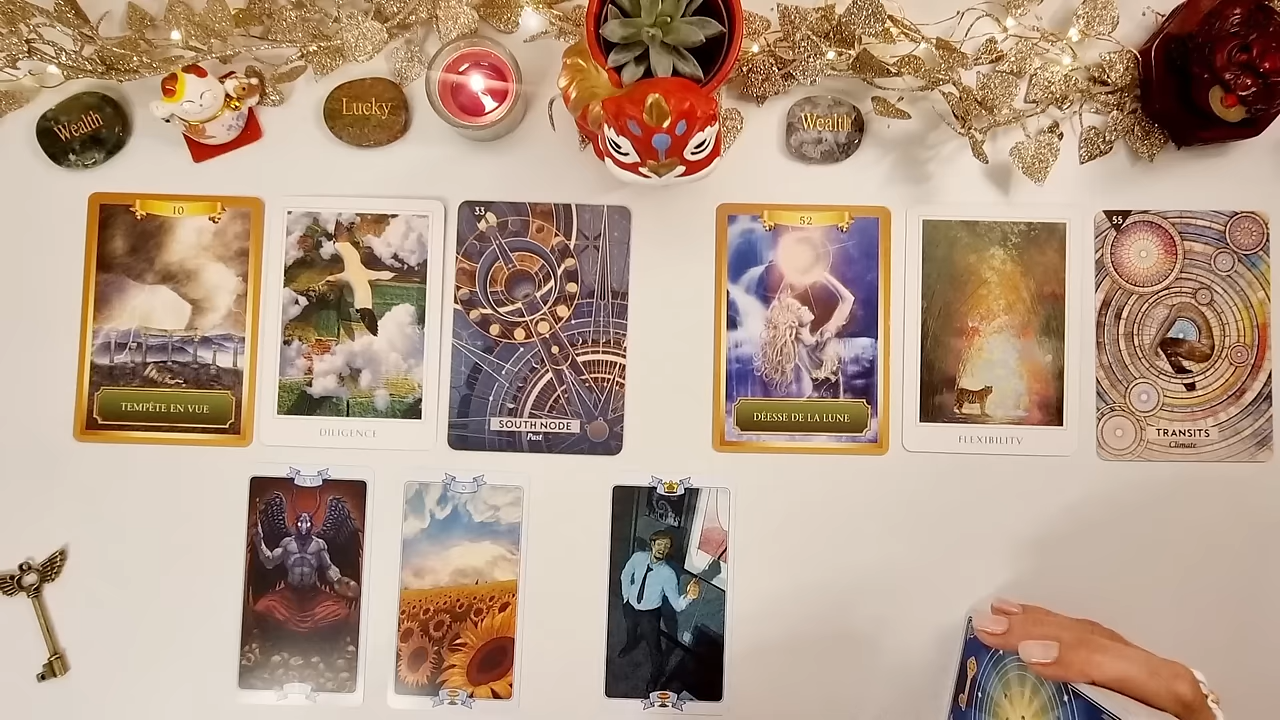 Wealth
Lucky
Wealth
10
TEMPÊTE EN VUE
DILIGENCE
33
SOUTH NODE
Past
52
DÉESSE DE LA LUNE
FLEXIBILITY
55
TRANSITS
Climate
XV